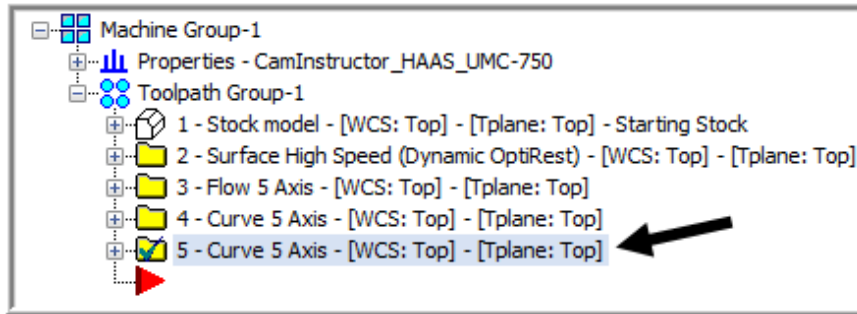 Machine Group-1
Properties - CamInstructor_HAAS_UMC-750
Toolpath Group-1
1 - Stock model - [WCS: Top] - [Tplane: Top] - Starting Stock
2 - Surface High Speed (Dynamic OptiRest) - [WCS: Top] - [Tplane: Top]
3 - Flow 5 Axis - [WCS: Top] - [Tplane: Top]
4 - Curve 5 Axis - [WCS: Top] - [Tplane: Top]
5 - Curve 5 Axis - [WCS: Top] - [Tplane: Top]